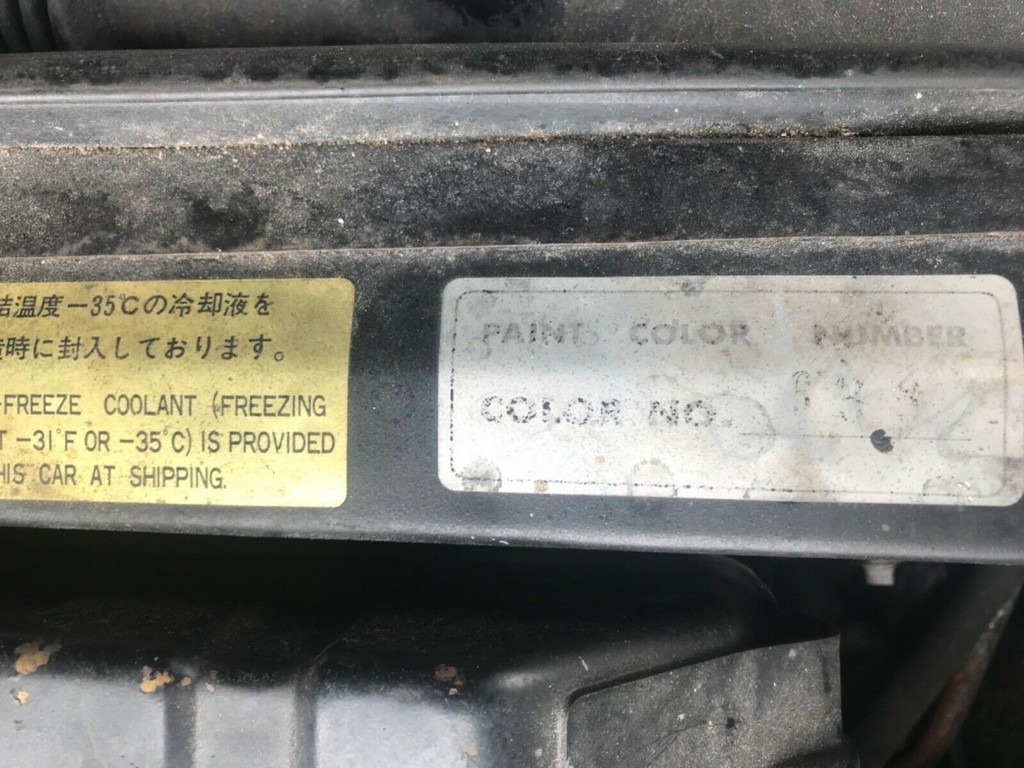 結温度−35℃の冷却液を
時に封入しております。
-FREEZE COOLANT (FREEZING
T −31°F OR −35°C) IS PROVIDED
HIS CAR AT SHIPPING.
PAINT COLOR NUMBER
COLOR NO.